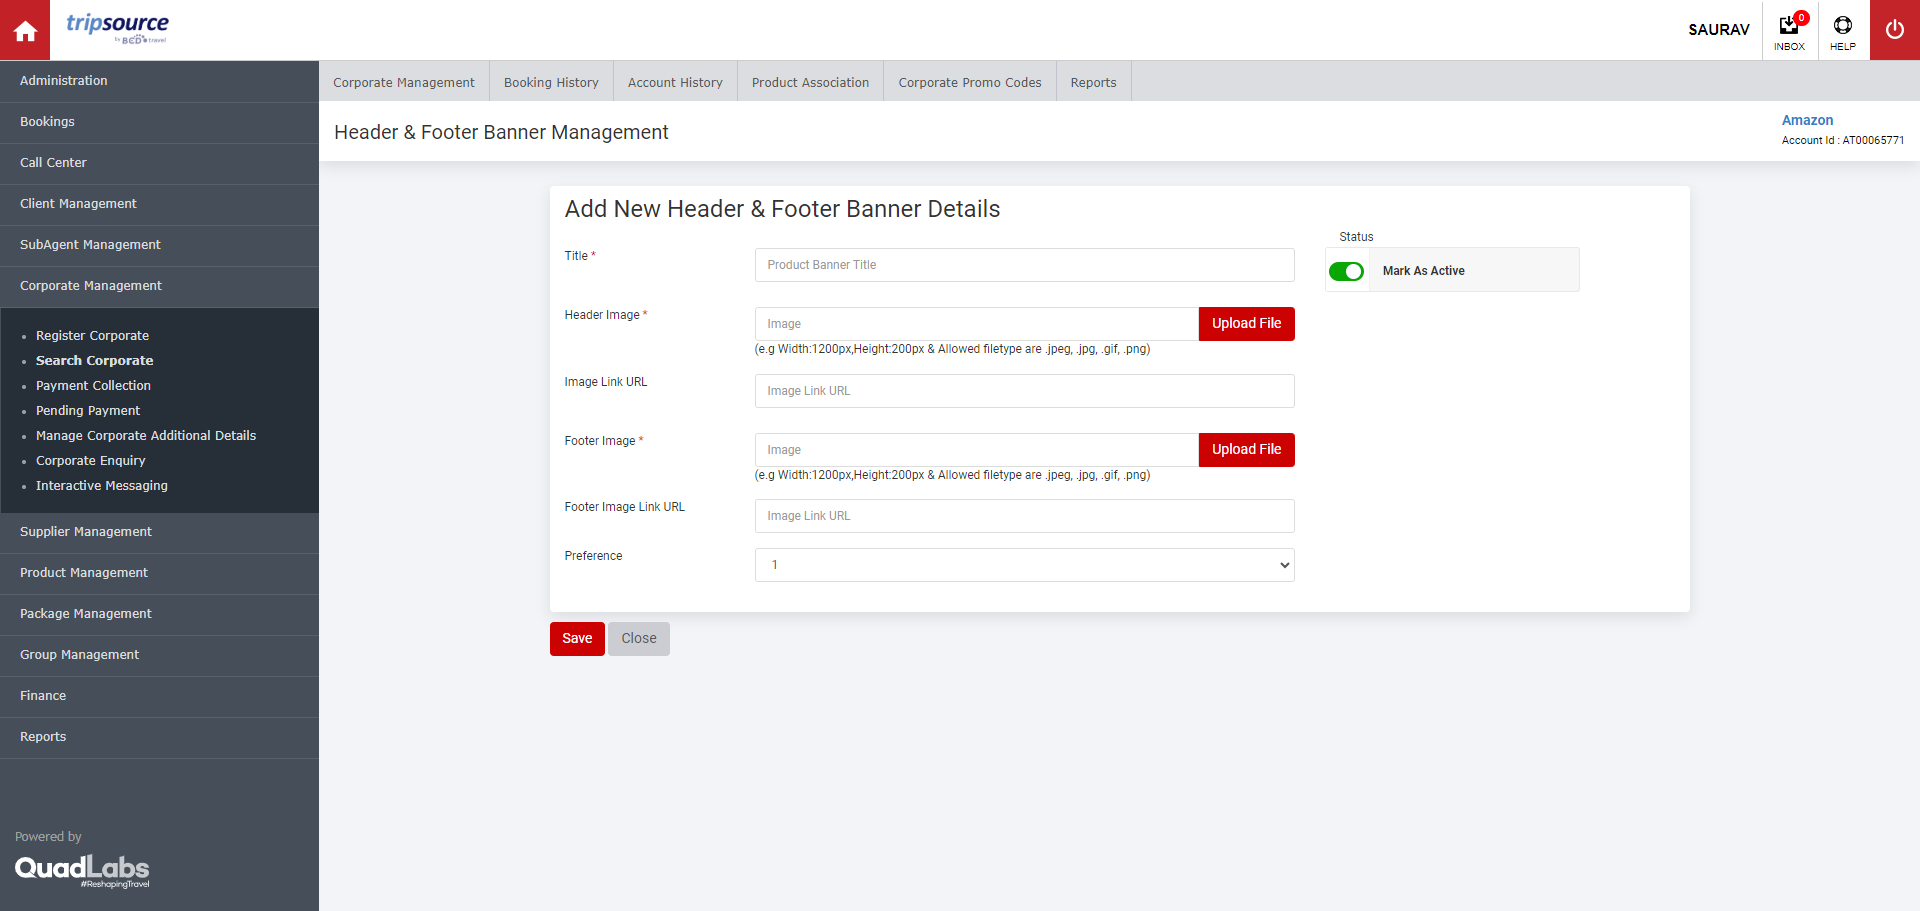 tripsource
by BCD travel
SAURAV
0
INBOX
HELP
Administration
Bookings
Call Center
Client Management
SubAgent Management
Corporate Management
Register Corporate
Search Corporate
Payment Collection
Pending Payment
Manage Corporate Additional Details
Corporate Enquiry
Interactive Messaging
Supplier Management
Product Management
Package Management
Group Management
Finance
Reports
Powered by
QuadLabs
#ReshapingTravel
Corporate Management
Booking History
Account History
Product Association
Corporate Promo Codes
Reports
Header & Footer Banner Management
Amazon
Account Id : AT00065771
Add New Header & Footer Banner Details
Title *
Product Banner Title
Status
Mark As Active
Header Image *
Image
Upload File
(e.g Width:1200px,Height:200px & Allowed filetype are .jpeg, .jpg, .gif, .png)
Image Link URL
Image Link URL
Footer Image *
Image
Upload File
(e.g Width:1200px,Height:200px & Allowed filetype are .jpeg, .jpg, .gif, .png)
Footer Image Link URL
Image Link URL
Preference
1
Save
Close